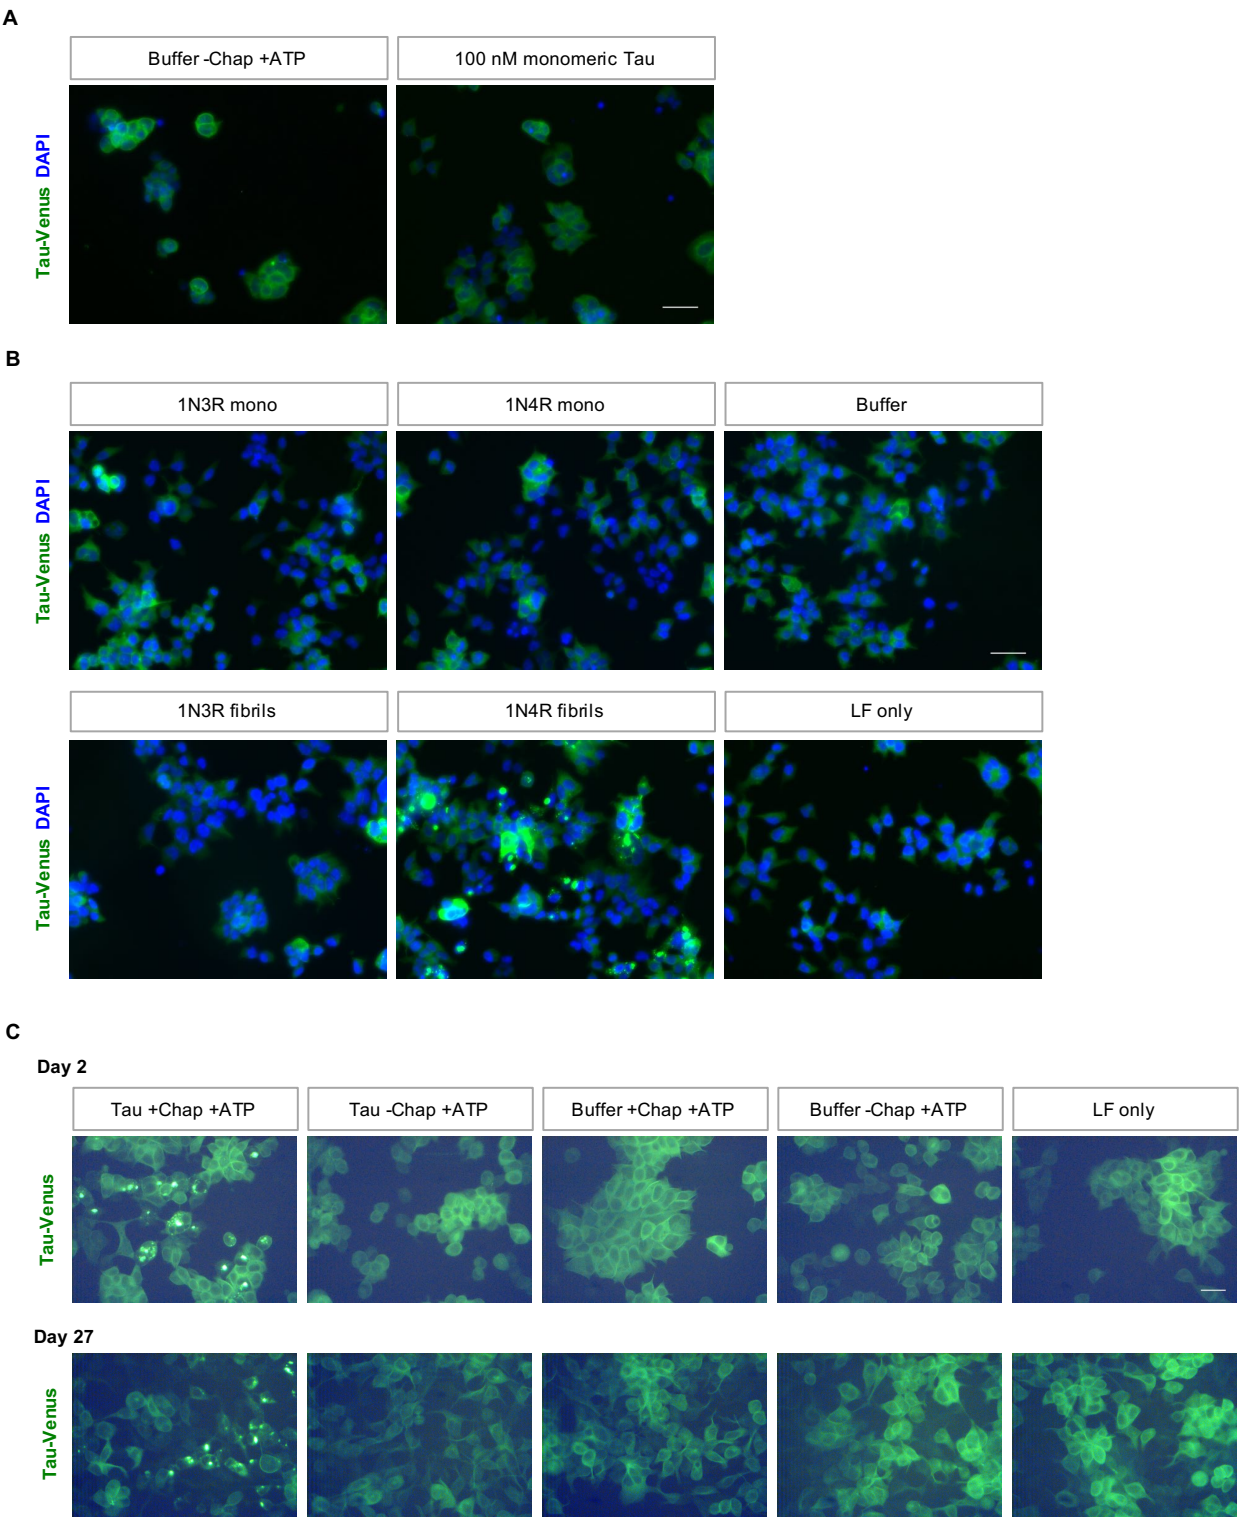 A
Buffer -Chap +ATP
100 nM monomeric Tau
Tau-Venus DAPI
B
1N3R mono
1N4R mono
Buffer
Tau-Venus DAPI
1N3R fibrils
1N4R fibrils
LF only
Tau-Venus DAPI
C
Day 2
Tau +Chap +ATP
Tau -Chap +ATP
Buffer +Chap +ATP
Buffer -Chap +ATP
LF only
Tau-Venus
Day 27
Tau-Venus